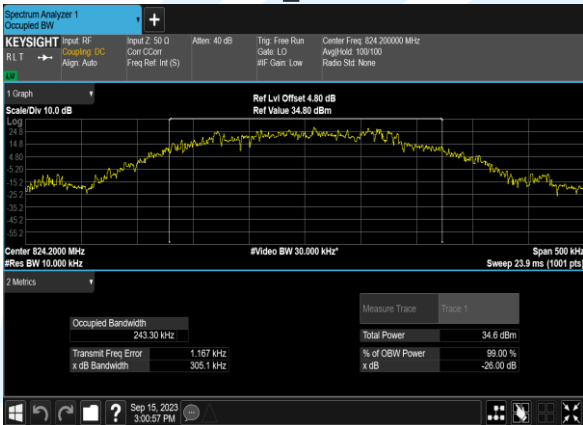 Spectrum Analyzer 1
Occupied BW
+
KEYSIGHT Input: RF Input Z: 50 Ω Atten: 40 dB Trig: Free Run Center Freq: 824.200000 MHz
RLT Coupling: DC Corr CCorr Gate: LO Avg|Hold: 100/100
Align: Auto Freq Ref: Int (S) #IF Gain: Low Radio Std: None
LXI
1 Graph
Scale/Div 10.0 dB Ref Lvl Offset 4.80 dB
Ref Value 34.80 dBm
Log
24.8
14.8
4.80
-5.20
-15.2
-25.2
-35.2
-45.2
-55.2
Center 824.2000 MHz #Video BW 30.000 kHz* Span 500 kHz
#Res BW 10.000 kHz Sweep 23.9 ms (1001 pts)
2 Metrics
Measure Trace Trace 1
Occupied Bandwidth
243.30 kHz Total Power 34.6 dBm
Transmit Freq Error 1.167 kHz % of OBW Power 99.00 %
x dB Bandwidth 305.1 kHz x dB -26.00 dB
? Sep 15, 2023
3:00:57 PM